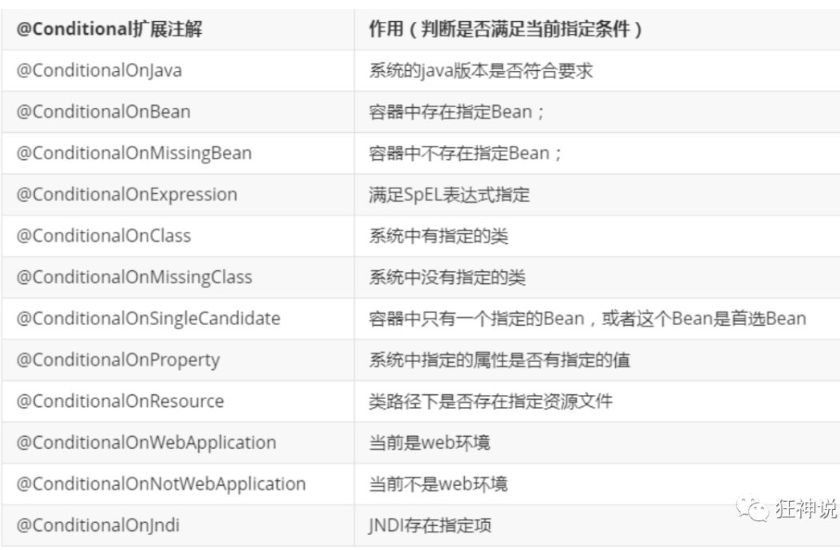 @Conditional扩展注解 作用（判断是否满足当前指定条件）
@ConditionalOnJava 系统的java版本是否符合要求
@ConditionalOnBean 容器中存在指定Bean；
@ConditionalOnMissingBean 容器中不存在指定Bean；
@ConditionalOnExpression 满足SpEL表达式指定
@ConditionalOnClass 系统中有指定的类
@ConditionalOnMissingClass 系统中没有指定的类
@ConditionalOnSingleCandidate 容器中只有一个指定的Bean，或者这个Bean是首选Bean
@ConditionalOnProperty 系统中指定的属性是否有指定的值
@ConditionalOnResource 类路径下是否存在指定资源文件
@ConditionalOnWebApplication 当前是web环境
@ConditionalOnNotWebApplication 当前不是web环境
@ConditionalOnJndi JNDI存在指定项
狂神说